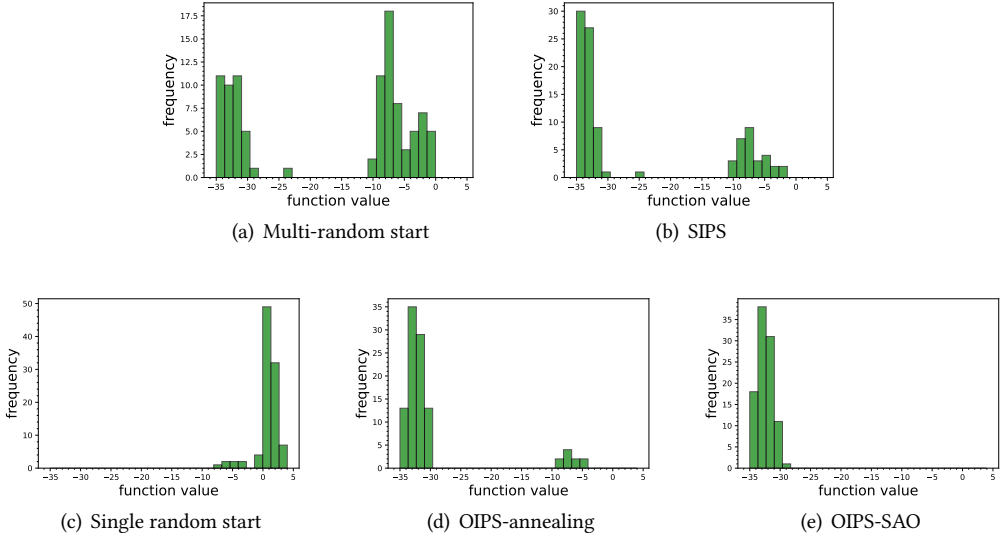 frequency
17.5
15.0
12.5
10.0
7.5
5.0
2.5
0.0
−35 −30 −25 −20 −15 −10 −5 0 5
function value
(a) Multi-random start
frequency
30
25
20
15
10
5
0
−35 −30 −25 −20 −15 −10 −5 0 5
function value
(b) SIPS
frequency
50
40
30
20
10
0
−35 −30 −25 −20 −15 −10 −5 0 5
function value
(c) Single random start
frequency
35
30
25
20
15
10
5
0
−35 −30 −25 −20 −15 −10 −5 0 5
function value
(d) OIPS-annealing
frequency
35
30
25
20
15
10
5
0
−35 −30 −25 −20 −15 −10 −5 0 5
function value
(e) OIPS-SAO